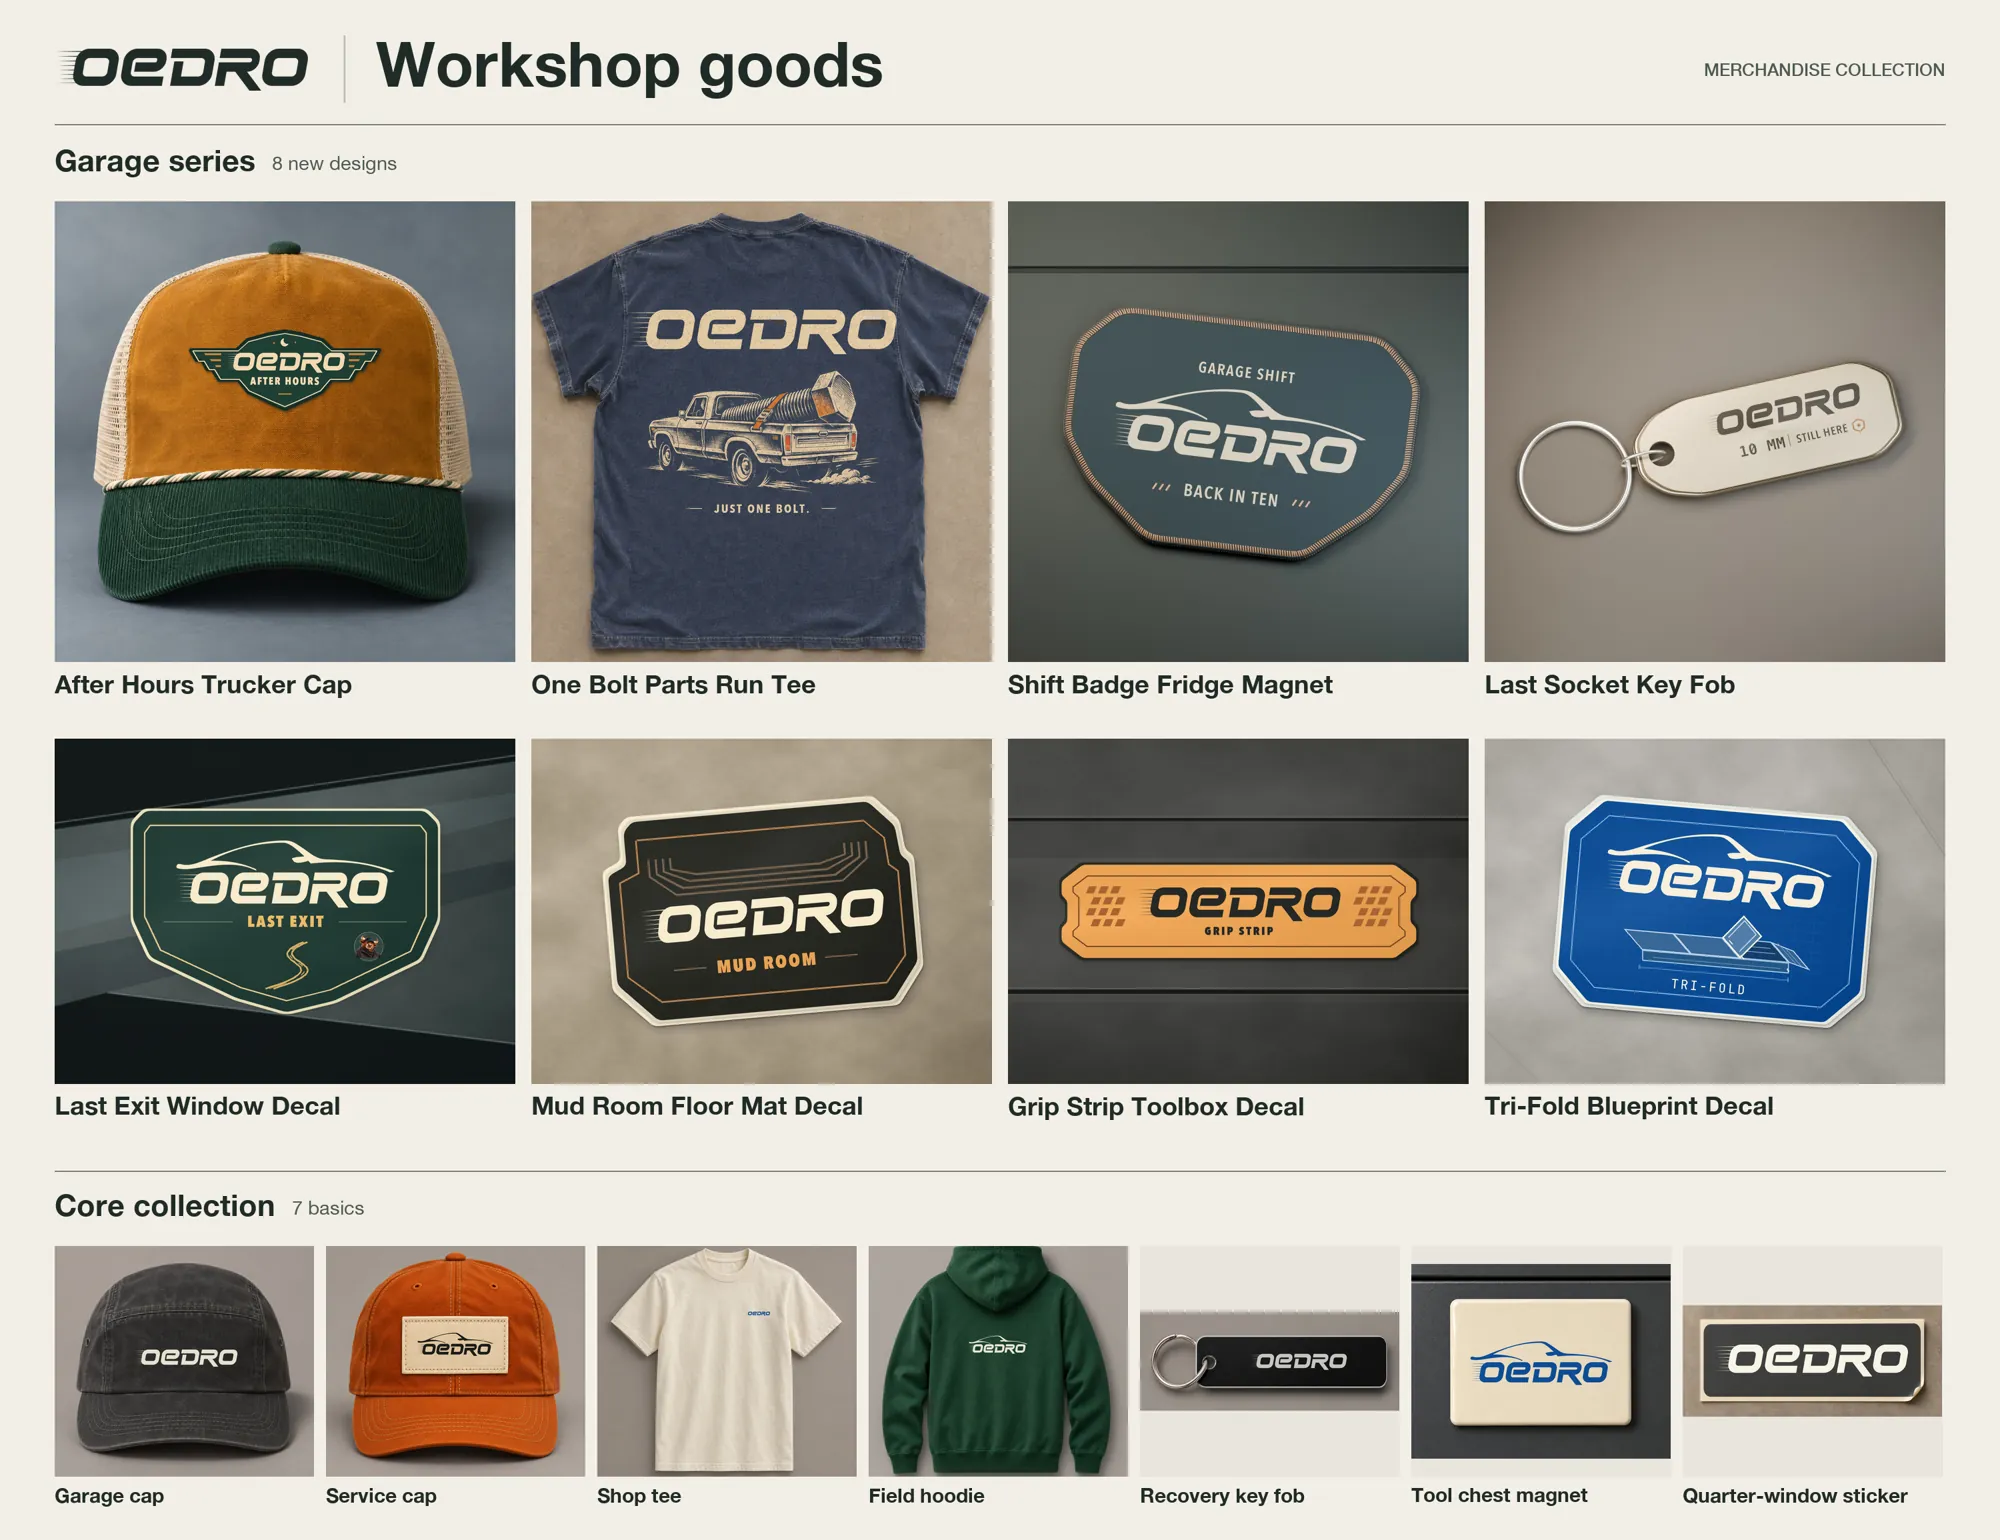 OEDRO
Workshop goods
MERCHANDISE COLLECTION
Garage series
8 new designs
OEDRO
AFTER HOURS
OEDRO
JUST ONE BOLT.
GARAGE SHIFT
OEDRO
BACK IN TEN
OEDRO
10 MM | STILL HERE
After Hours Trucker Cap
One Bolt Parts Run Tee
Shift Badge Fridge Magnet
Last Socket Key Fob
OEDRO
LAST EXIT
OEDRO
MUD ROOM
OEDRO
GRIP STRIP
OEDRO
TRI-FOLD
Last Exit Window Decal
Mud Room Floor Mat Decal
Grip Strip Toolbox Decal
Tri-Fold Blueprint Decal
Core collection
7 basics
OEDRO
OEDRO
OEDRO
OEDRO
OEDRO
OEDRO
OEDRO
Garage cap
Service cap
Shop tee
Field hoodie
Recovery key fob
Tool chest magnet
Quarter-window sticker